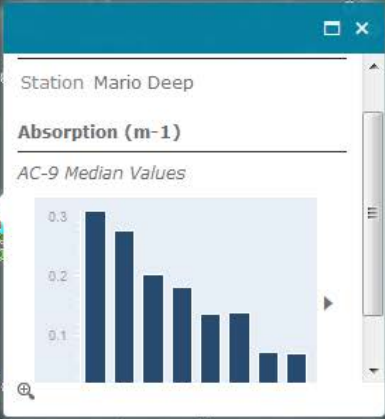 Station Mario Deep
Absorption (m-1)
AC-9 Median Values
0.3
0.2
0.1